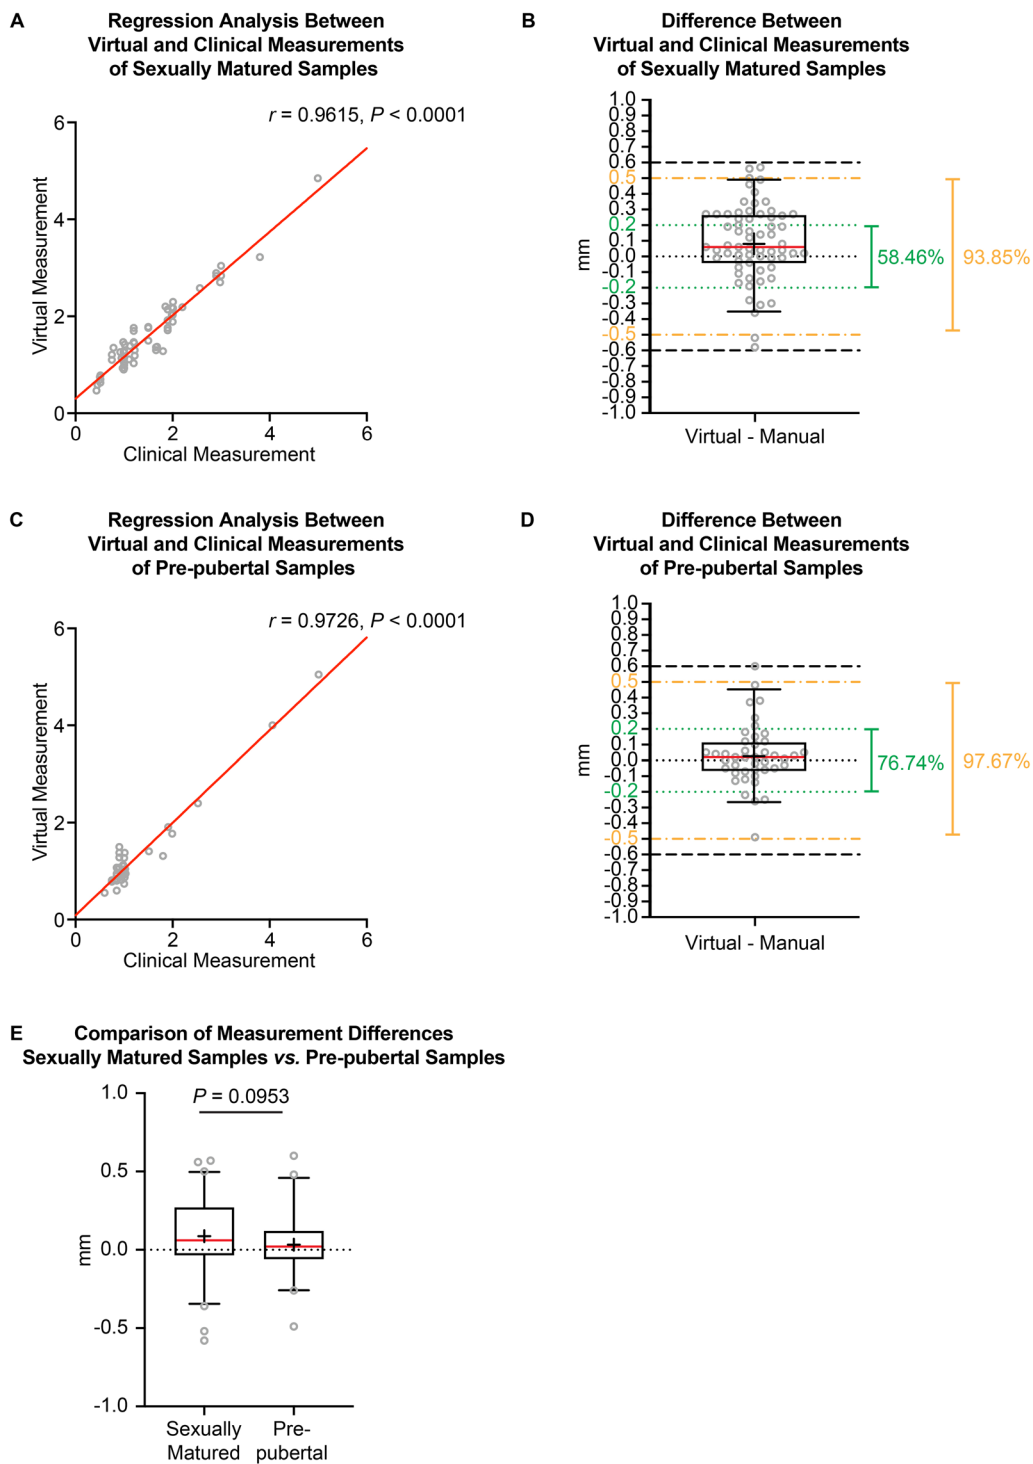 A
Regression Analysis Between
Virtual and Clinical Measurements
of Sexually Matured Samples
r = 0.9615, P < 0.0001
Virtual Measurement
6
4
2
0
0 2 4 6
Clinical Measurement
B
Difference Between
Virtual and Clinical Measurements
of Sexually Matured Samples
mm
1.0
0.9
0.8
0.7
0.6
0.5
0.4
0.3
0.2
0.1
0.0
-0.1
-0.2
-0.3
-0.4
-0.5
-0.6
-0.7
-0.8
-0.9
-1.0
58.46%
93.85%
Virtual - Manual
C
Regression Analysis Between
Virtual and Clinical Measurements
of Pre-pubertal Samples
r = 0.9726, P < 0.0001
Virtual Measurement
6
4
2
0
0 2 4 6
Clinical Measurement
D
Difference Between
Virtual and Clinical Measurements
of Pre-pubertal Samples
mm
1.0
0.9
0.8
0.7
0.6
0.5
0.4
0.3
0.2
0.1
0.0
-0.1
-0.2
-0.3
-0.4
-0.5
-0.6
-0.7
-0.8
-0.9
-1.0
76.74%
97.67%
Virtual - Manual
E
Comparison of Measurement Differences
Sexually Matured Samples vs. Pre-pubertal Samples
P = 0.0953
mm
1.0
0.5
0.0
-0.5
-1.0
Sexually
Matured
Pre-
pubertal